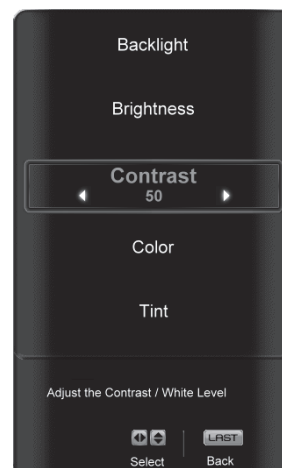 Backlight
Brightness
Contrast
50
Color
Tint
Adjust the Contrast / White Level
LAST
Select Back